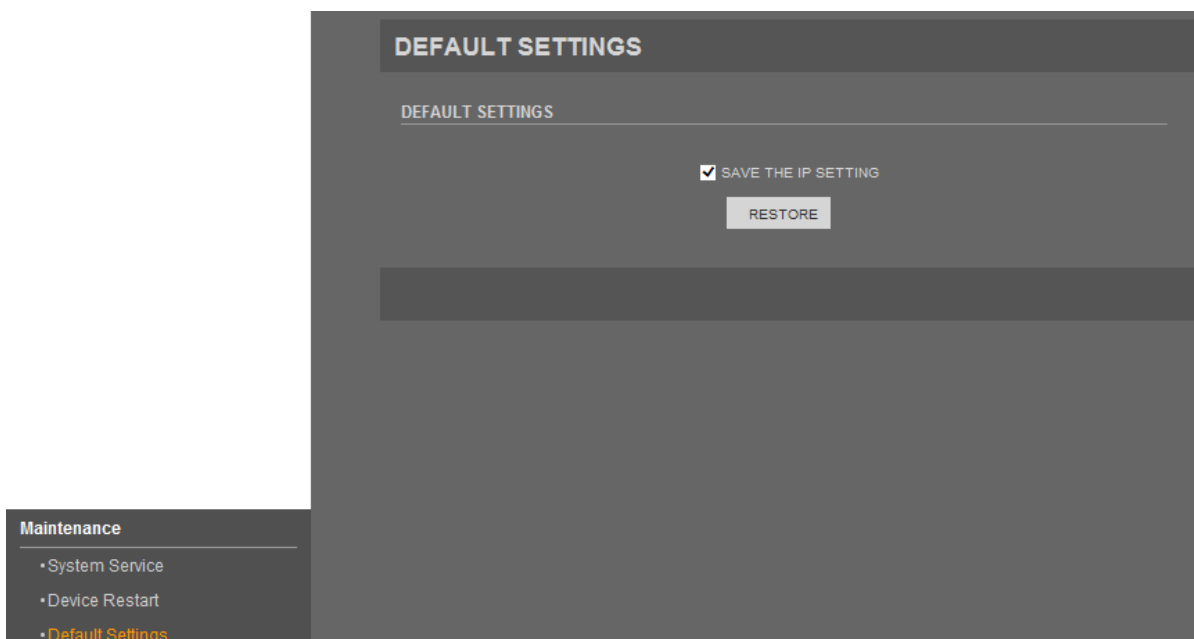 DEFAULT SETTINGS
DEFAULT SETTINGS
SAVE THE IP SETTING
RESTORE
Maintenance
•System Service
•Device Restart
•Default Settings